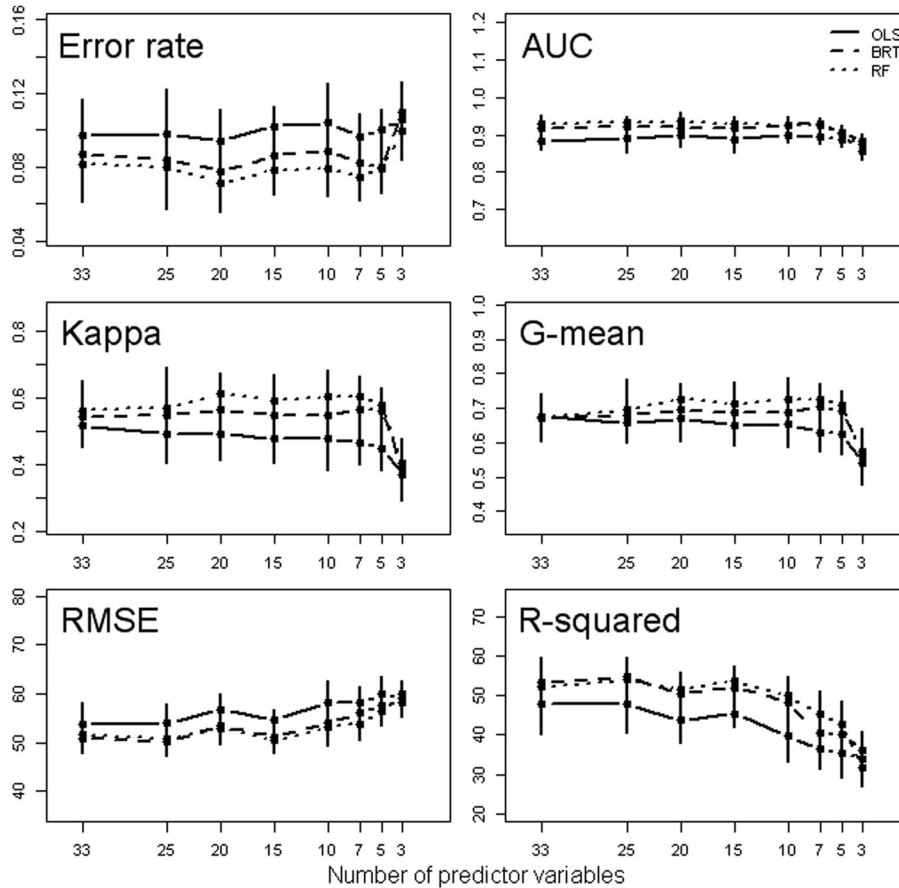 Error rate
0.16
0.12
0.08
0.04
33 25 20 15 10 7 5 3
AUC
OLS
BRT
RF
1.2
1.1
1.0
0.9
0.8
0.7
33 25 20 15 10 7 5 3
Kappa
0.8
0.6
0.4
0.2
33 25 20 15 10 7 5 3
G-mean
1.0
0.9
0.8
0.7
0.6
0.5
0.4
33 25 20 15 10 7 5 3
RMSE
80
70
60
50
40
33 25 20 15 10 7 5 3
R-squared
70
60
50
40
30
20
33 25 20 15 10 7 5 3
Number of predictor variables